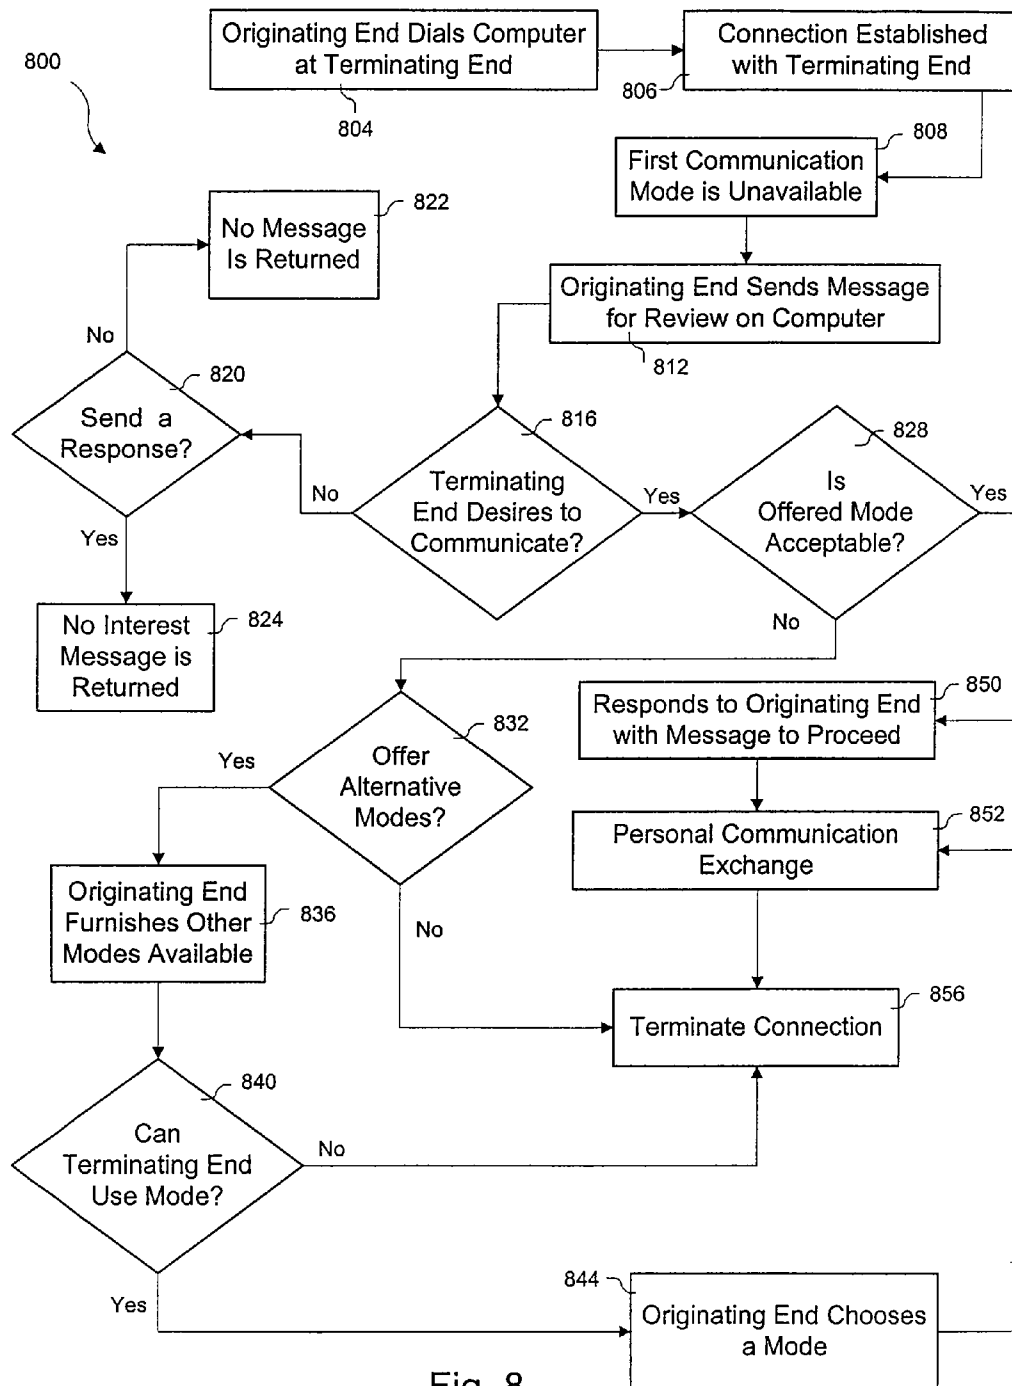 800
Originating End Dials Computer
at Terminating End
804
Connection Established
with Terminating End
806
808
First Communication
Mode is Unavailable
822
No Message
Is Returned
Originating End Sends Message
for Review on Computer
812
No
820
Send a
Response?
816
Terminating
End Desires to
Communicate?
No
Yes
828
Is
Offered Mode
Acceptable?
Yes
Yes
No
824
No Interest
Message is
Returned
832
Offer
Alternative
Modes?
Yes
No
850
Responds to Originating End
with Message to Proceed
852
Personal Communication
Exchange
Originating End
Furnishes Other
Modes Available
836
856
Terminate Connection
840
Can
Terminating End
Use Mode?
No
Yes
844
Originating End Chooses
a Mode
Fig. 8